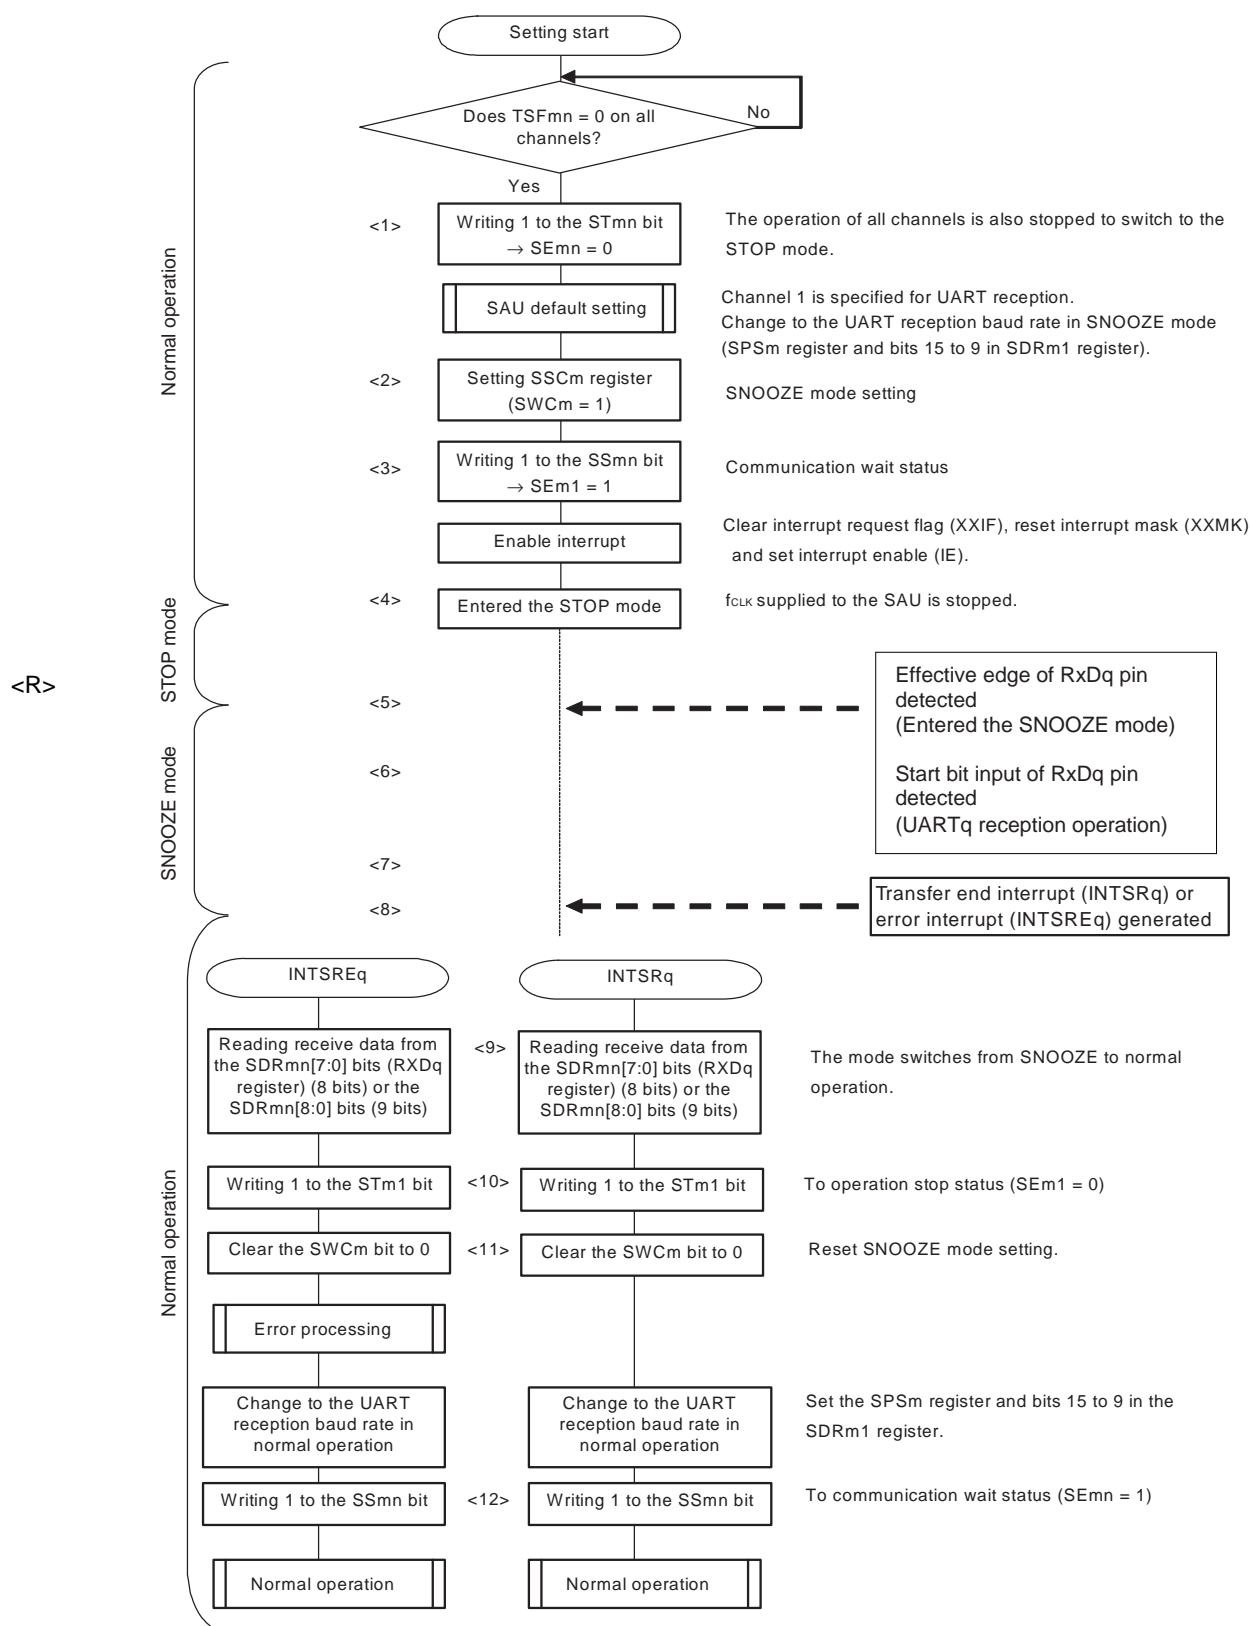 Setting start
Does TSFmn = 0 on all
channels?
No
Yes
<1>
Writing 1 to the STmn bit
→ SEmn = 0
The operation of all channels is also stopped to switch to the
STOP mode.
SAU default setting
Channel 1 is specified for UART reception.
Change to the UART reception baud rate in SNOOZE mode
(SPSm register and bits 15 to 9 in SDRm1 register).
Normal operation
<2>
Setting SSCm register
(SWCm = 1)
SNOOZE mode setting
<3>
Writing 1 to the SSmn bit
→ SEm1 = 1
Communication wait status
Enable interrupt
Clear interrupt request flag (XXIF), reset interrupt mask (XXMK)
and set interrupt enable (IE).
<4>
Entered the STOP mode
fCLK supplied to the SAU is stopped.
STOP mode
<R>
<5>
Effective edge of RxDq pin
detected
(Entered the SNOOZE mode)
SNOOZE mode
<6>
Start bit input of RxDq pin
detected
(UARTq reception operation)
<7>
<8>
Transfer end interrupt (INTSRq) or
error interrupt (INTSREq) generated
INTSREq
INTSRq
Reading receive data from
the SDRmn[7:0] bits (RXDq
register) (8 bits) or the
SDRmn[8:0] bits (9 bits)
<9>
Reading receive data from
the SDRmn[7:0] bits (RXDq
register) (8 bits) or the
SDRmn[8:0] bits (9 bits)
The mode switches from SNOOZE to normal
operation.
Writing 1 to the STm1 bit
<10>
Writing 1 to the STm1 bit
To operation stop status (SEm1 = 0)
Normal operation
Clear the SWCm bit to 0
<11>
Clear the SWCm bit to 0
Reset SNOOZE mode setting.
Error processing
Change to the UART
reception baud rate in
normal operation
Change to the UART
reception baud rate in
normal operation
Set the SPSm register and bits 15 to 9 in the
SDRm1 register.
Writing 1 to the SSmn bit
<12>
Writing 1 to the SSmn bit
To communication wait status (SEmn = 1)
Normal operation
Normal operation